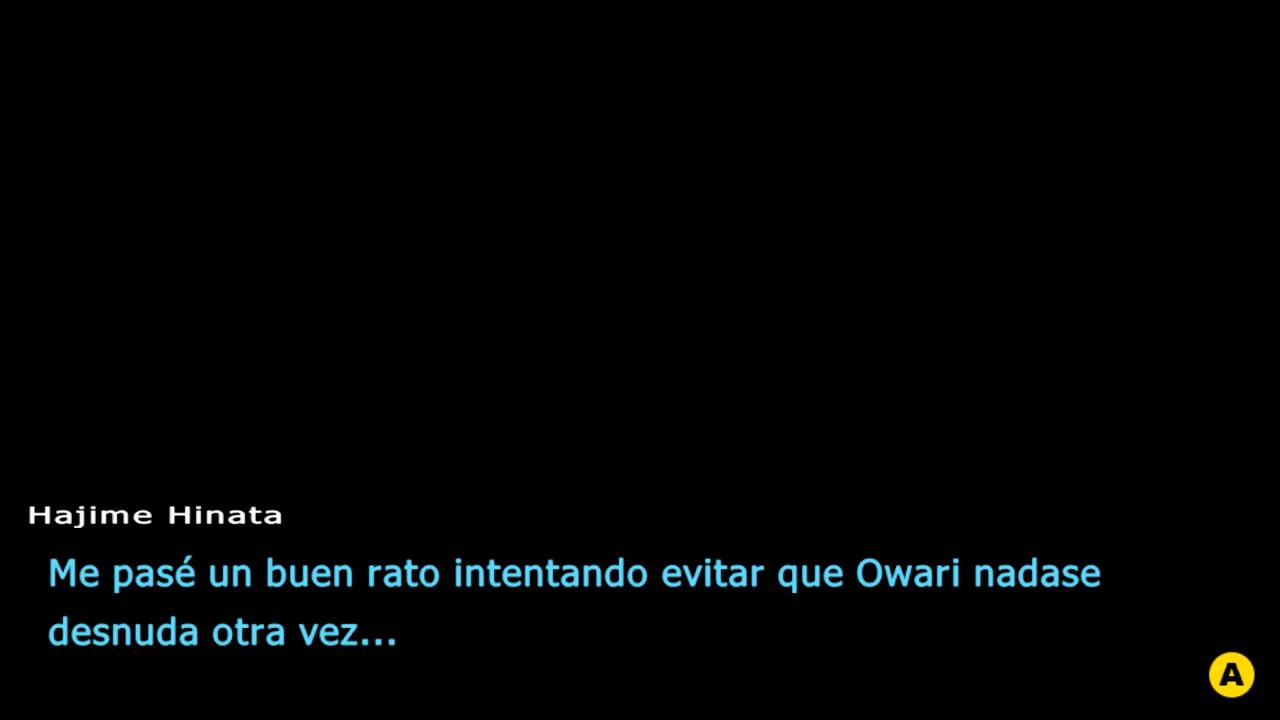 Hajime Hinata
Me pasé un buen rato intentando evitar que Owari nadase
desnuda otra vez...
A